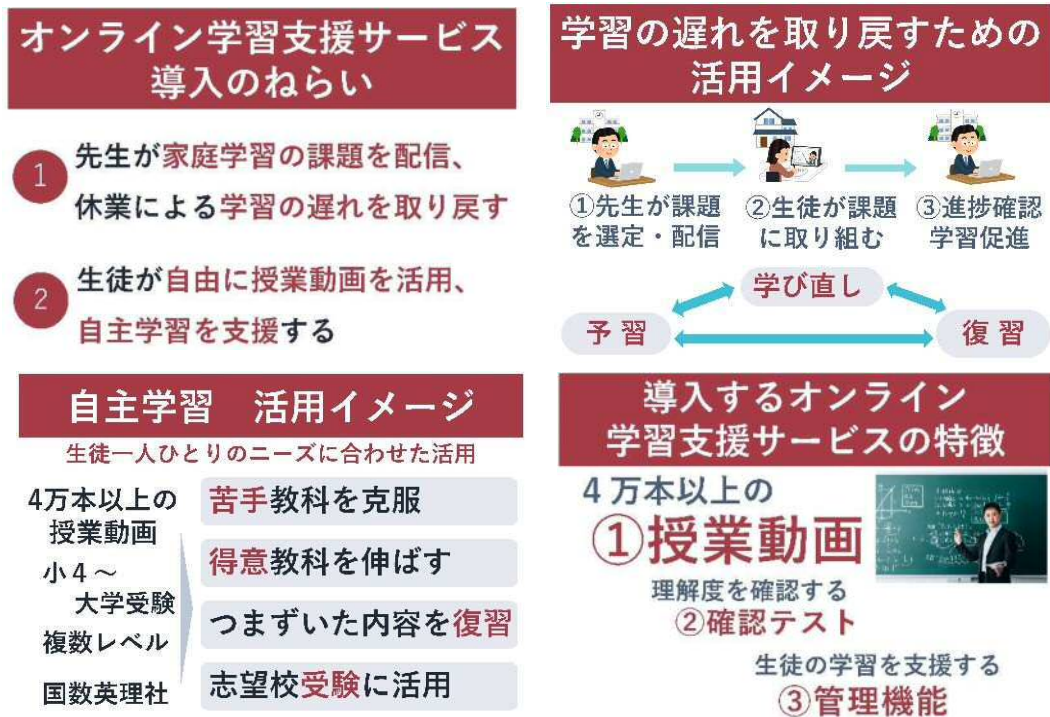 オンライン学習支援サービス
導入のねらい
1
先生が家庭学習の課題を配信、
休業による学習の遅れを取り戻す
2
生徒が自由に授業動画を活用、
自主学習を支援する
学習の遅れを取り戻すための
活用イメージ
①先生が課題
を選定・配信
②生徒が課題
に取り組む
③進捗確認
学習促進
学び直し
予習
復習
自主学習　活用イメージ
生徒一人ひとりのニーズに合わせた活用
4万本以上の
授業動画
小4～
大学受験
複数レベル
国数英理社
苦手教科を克服
得意教科を伸ばす
つまずいた内容を復習
志望校受験に活用
導入するオンライン
学習支援サービスの特徴
4万本以上の
①授業動画
理解度を確認する
②確認テスト
生徒の学習を支援する
③管理機能